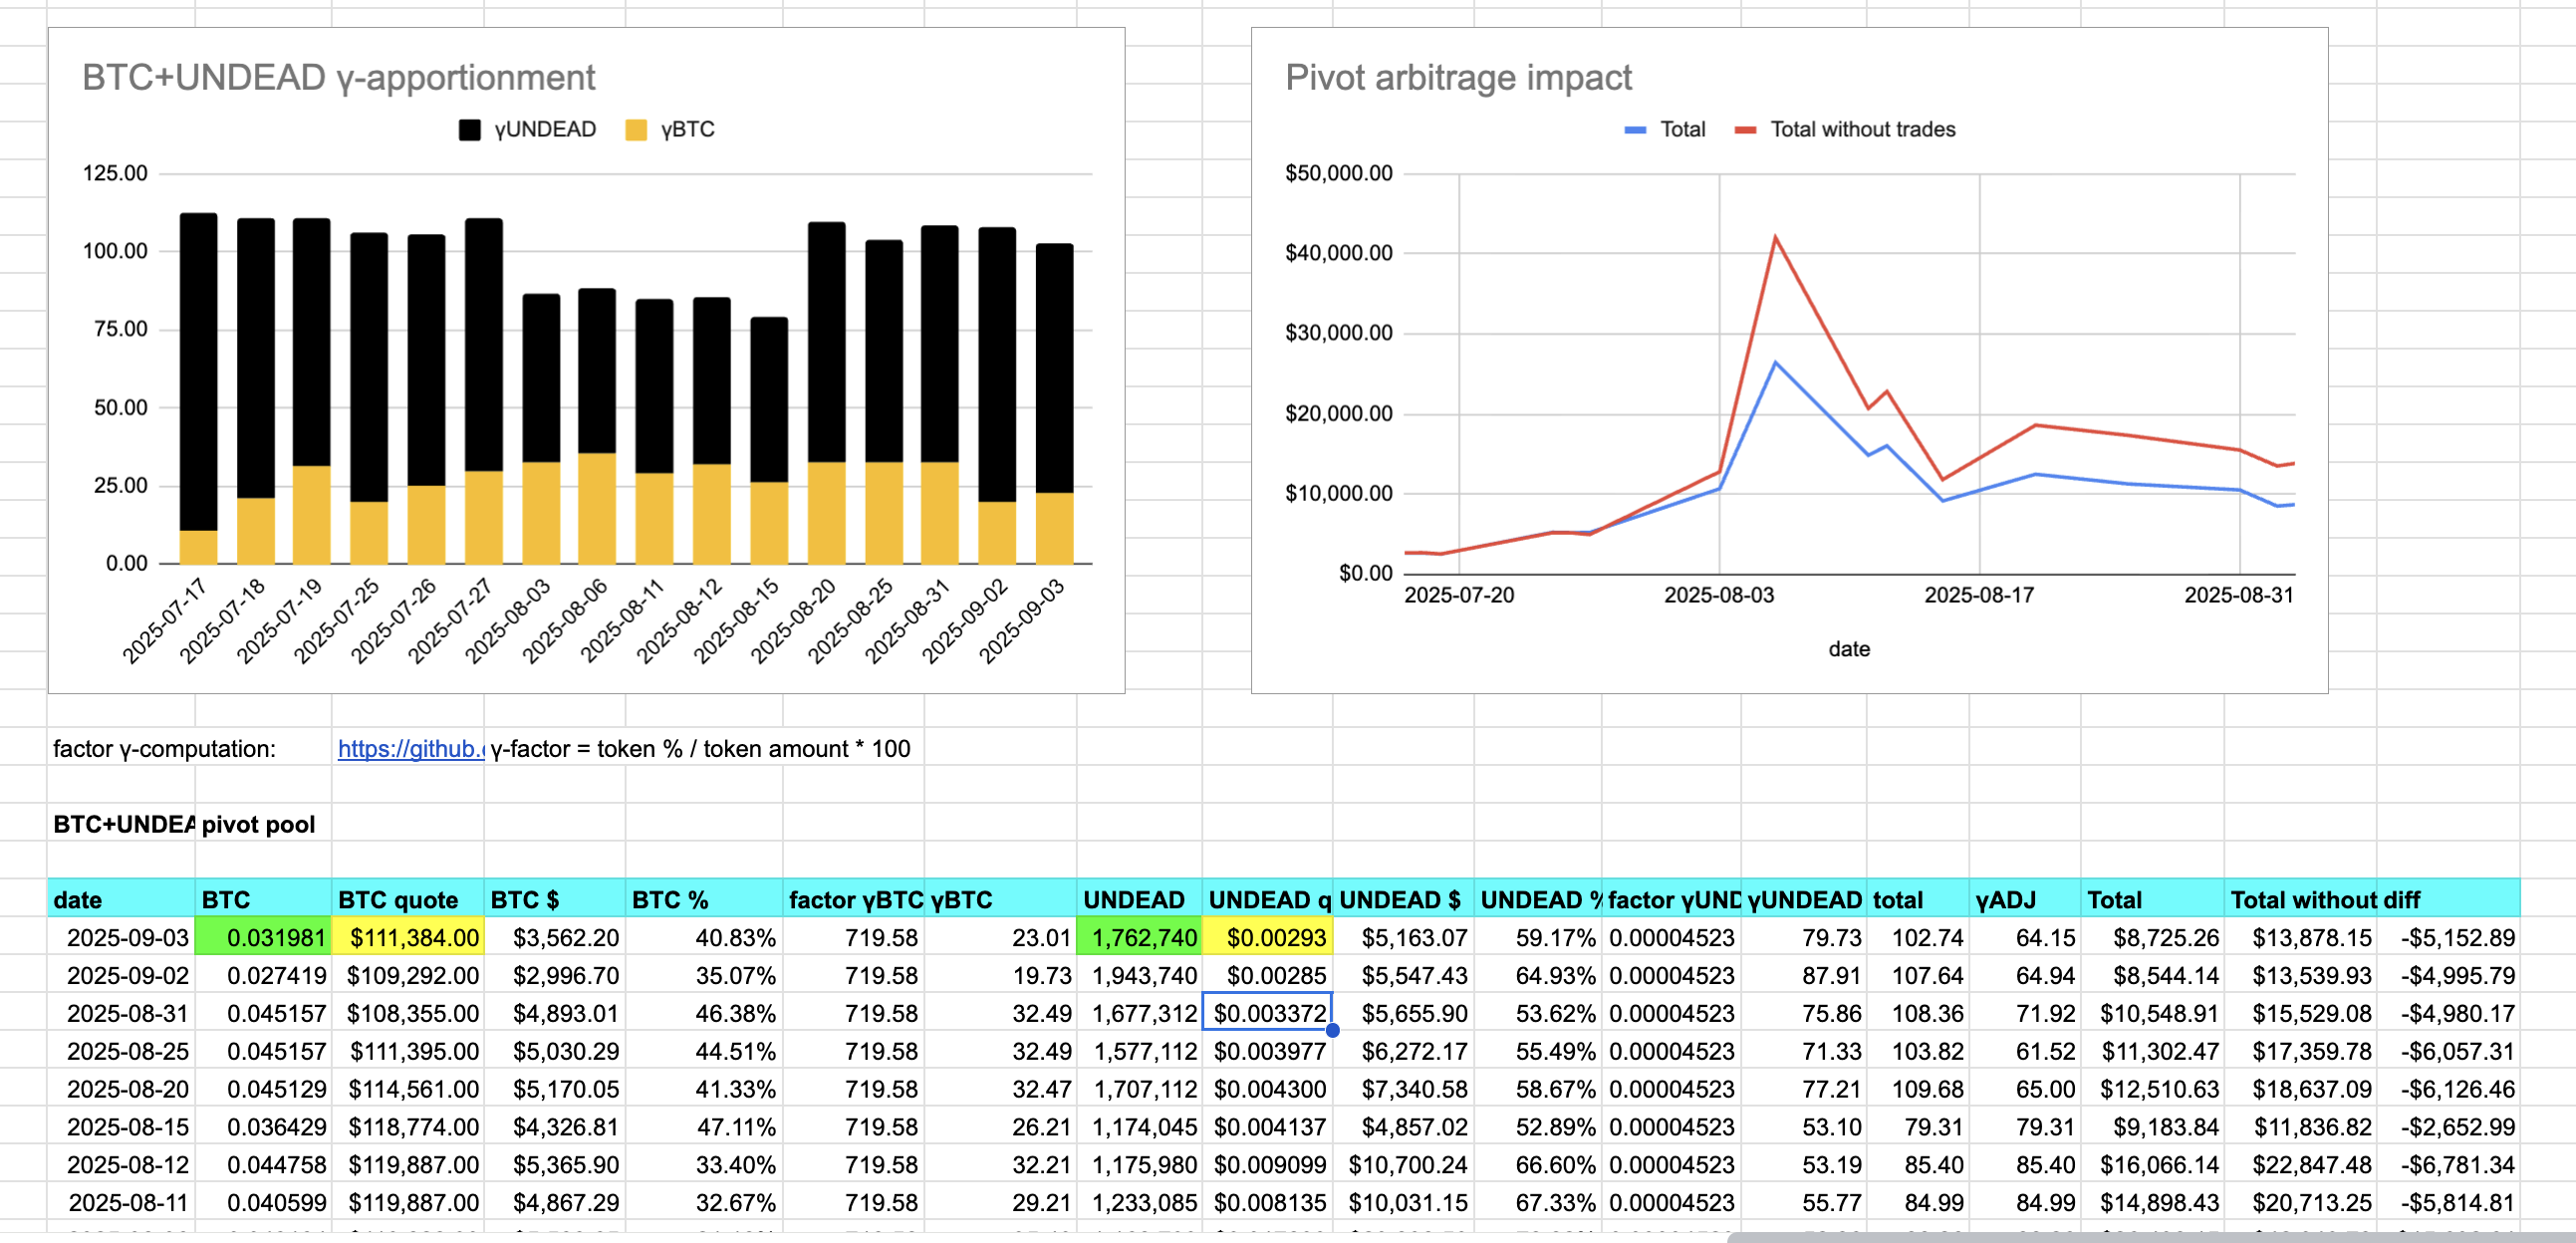 BTC+UNDEAD γ-apportionment
γUNDEAD γBTC
125.00
100.00
75.00
50.00
25.00
0.00
2025-07-17 2025-07-18 2025-07-19 2025-07-25 2025-07-26 2025-07-27 2025-08-03 2025-08-06 2025-08-11 2025-08-12 2025-08-15 2025-08-20 2025-08-25 2025-08-31 2025-09-02 2025-09-03
Pivot arbitrage impact
Total Total without trades
$50,000.00
$40,000.00
$30,000.00
$20,000.00
$10,000.00
$0.00
2025-07-20 2025-08-03 2025-08-17 2025-08-31
date
factor γ-computation: https://github. γ-factor = token % / token amount * 100
BTC+UNDEA pivot pool
date BTC BTC quote BTC $ BTC % factor γBTC γBTC UNDEAD UNDEAD q UNDEAD $ UNDEAD % factor γUND γUNDEAD total γADJ Total Total without diff
2025-09-03 0.031981 $111,384.00 $3,562.20 40.83% 719.58 23.01 1,762,740 $0.00293 $5,163.07 59.17% 0.00004523 79.73 102.74 64.15 $8,725.26 $13,878.15 -$5,152.89
2025-09-02 0.027419 $109,292.00 $2,996.70 35.07% 719.58 19.73 1,943,740 $0.00285 $5,547.43 64.93% 0.00004523 87.91 107.64 64.94 $8,544.14 $13,539.93 -$4,995.79
2025-08-31 0.045157 $108,355.00 $4,893.01 46.38% 719.58 32.49 1,677,312 $0.003372 $5,655.90 53.62% 0.00004523 75.86 108.36 71.92 $10,548.91 $15,529.08 -$4,980.17
2025-08-25 0.045157 $111,395.00 $5,030.29 44.51% 719.58 32.49 1,577,112 $0.003977 $6,272.17 55.49% 0.00004523 71.33 103.82 61.52 $11,302.47 $17,359.78 -$6,057.31
2025-08-20 0.045129 $114,561.00 $5,170.05 41.33% 719.58 32.47 1,707,112 $0.004300 $7,340.58 58.67% 0.00004523 77.21 109.68 65.00 $12,510.63 $18,637.09 -$6,126.46
2025-08-15 0.036429 $118,774.00 $4,326.81 47.11% 719.58 26.21 1,174,045 $0.004137 $4,857.02 52.89% 0.00004523 53.10 79.31 79.31 $9,183.84 $11,836.82 -$2,652.99
2025-08-12 0.044758 $119,887.00 $5,365.90 33.40% 719.58 32.21 1,175,980 $0.009099 $10,700.24 66.60% 0.00004523 53.19 85.40 85.40 $16,066.14 $22,847.48 -$6,781.34
2025-08-11 0.040599 $119,887.00 $4,867.29 32.67% 719.58 29.21 1,233,085 $0.008135 $10,031.15 67.33% 0.00004523 55.77 84.99 84.99 $14,898.43 $20,713.25 -$5,814.81